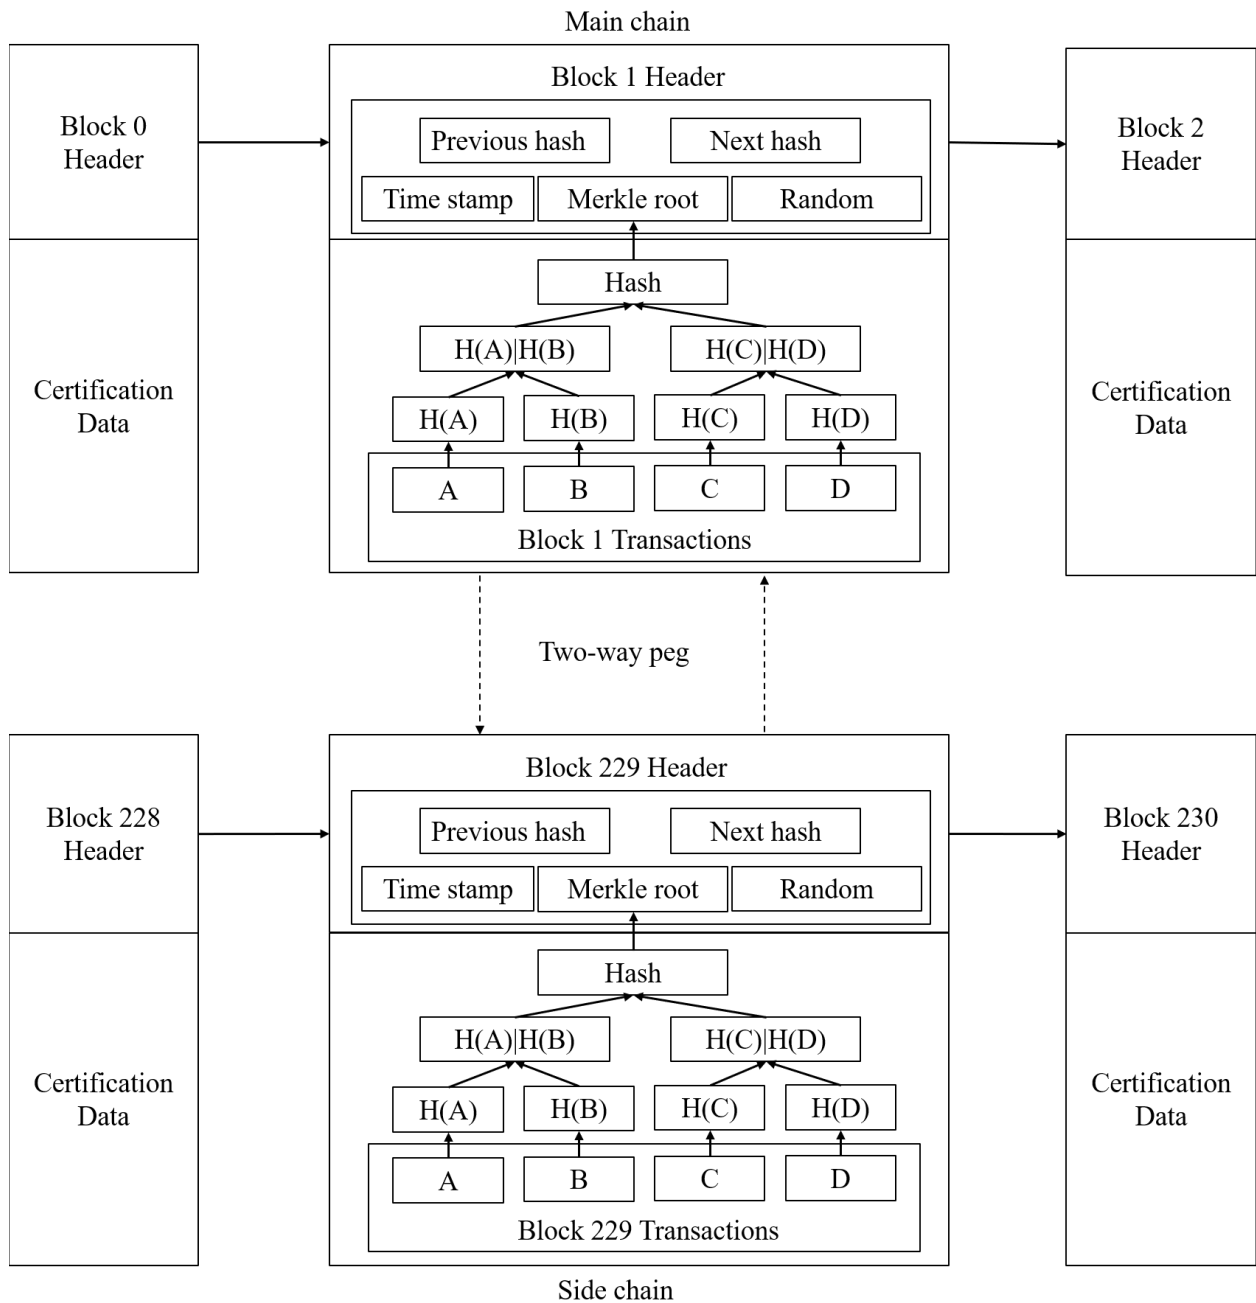 Main chain
Block 0
Header
Block 1 Header
Previous hash
Next hash
Time stamp
Merkle root
Random
Block 2
Header
Certification
Data
Hash
H(A)|H(B)
H(C)|H(D)
H(A)
H(B)
H(C)
H(D)
A
B
C
D
Block 1 Transactions
Certification
Data
Two-way peg
Block 228
Header
Block 229 Header
Previous hash
Next hash
Time stamp
Merkle root
Random
Block 230
Header
Certification
Data
Hash
H(A)|H(B)
H(C)|H(D)
H(A)
H(B)
H(C)
H(D)
A
B
C
D
Block 229 Transactions
Certification
Data
Side chain